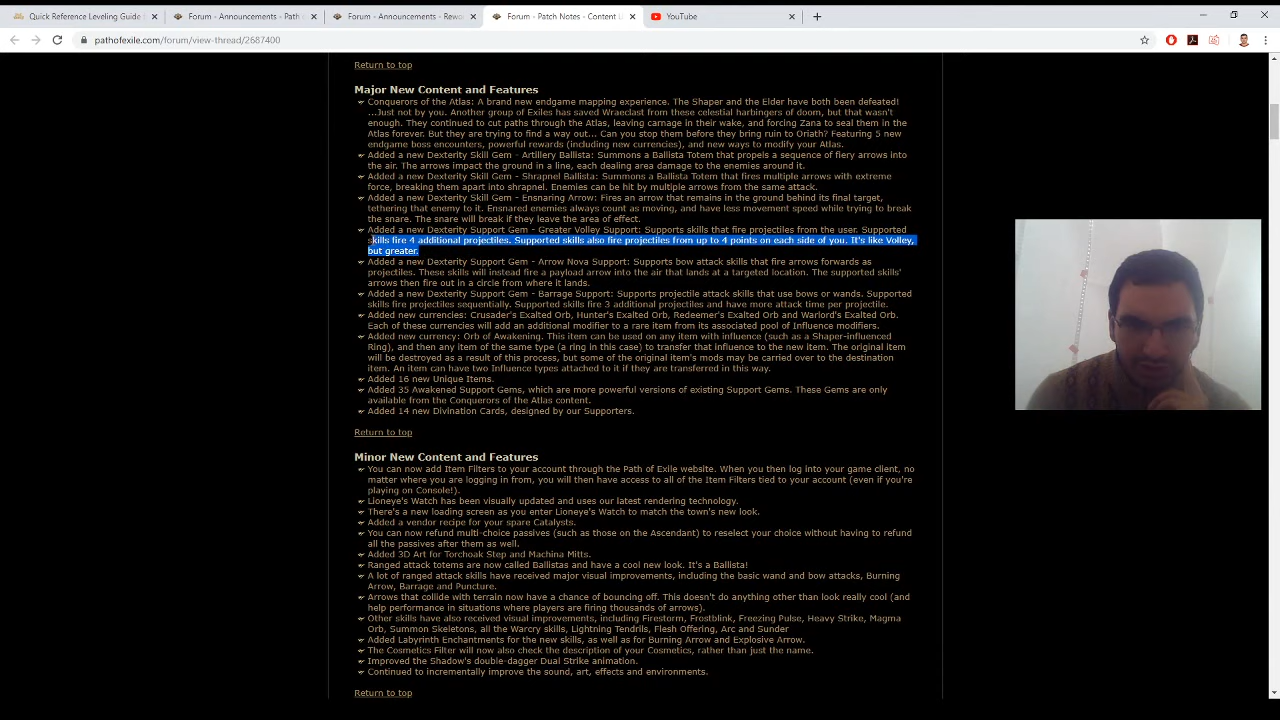 Quick Reference Leveling Guide
Forum - Announcements - Path
Forum - Announcements - Rewo
Forum - Patch Notes - Content
YouTube
pathofexile.com/forum/view-thread/2687400
Return to top
Major New Content and Features
Conquerors of the Atlas: A brand new endgame mapping experience. The Shaper and the Elder have both been defeated!
...Just not by you. Another group of Exiles has saved Wraeclast from these celestial harbingers of doom, but that wasn't
enough. They continued to cut paths through the Atlas, leaving carnage in their wake, and forcing Zana to seal them in the
Atlas forever. But they are trying to find a way out... Can you stop them before they bring ruin to Oriath? Featuring 5 new
endgame boss encounters, powerful rewards (including new currencies), and new ways to modify your Atlas.
Added a new Dexterity Skill Gem - Artillery Ballista: Summons a Ballista Totem that propels a sequence of fiery arrows into
the air. The arrows impact the ground in a line, each dealing area damage to the enemies around it.
Added a new Dexterity Skill Gem - Shrapnel Ballista: Summons a Ballista Totem that fires multiple arrows with extreme
force, breaking them apart into shrapnel. Enemies can be hit by multiple arrows from the same attack.
Added a new Dexterity Skill Gem - Ensnaring Arrow: Fires an arrow that remains in the ground behind its final target,
tethering that enemy to it. Ensnared enemies always count as moving, and have less movement speed while trying to break
the snare. The snare will break if they leave the area of effect.
Added a new Dexterity Support Gem - Greater Volley Support: Supports skills that fire projectiles from the user. Supported
skills fire 4 additional projectiles. Supported skills also fire projectiles from up to 4 points on each side of you. It's like Volley,
but greater.
Added a new Dexterity Support Gem - Arrow Nova Support: Supports bow attack skills that fire arrows forwards as
projectiles. These skills will instead fire a payload arrow into the air that lands at a targeted location. The supported skills'
arrows then fire out in a circle from where it lands.
Added a new Dexterity Support Gem - Barrage Support: Supports projectile attack skills that use bows or wands. Supported
skills fire projectiles sequentially. Supported skills fire 3 additional projectiles and have more attack time per projectile.
Added new currencies: Crusader's Exalted Orb, Hunter's Exalted Orb, Redeemer's Exalted Orb and Warlord's Exalted Orb.
Each of these currencies will add an additional modifier to a rare item from its associated pool of Influence modifiers.
Added new currency: Orb of Awakening. This item can be used on any item with influence (such as a Shaper-influenced
Ring), and then any item of the same type (a ring in this case) to transfer that influence to the new item. The original item
will be destroyed as a result of this process, but some of the original item's mods may be carried over to the destination
item. An item can have two Influence types attached to it if they are transferred in this way.
Added 16 new Unique Items.
Added 35 Awakened Support Gems, which are more powerful versions of existing Support Gems. These Gems are only
available from the Conquerors of the Atlas content.
Added 14 new Divination Cards, designed by our Supporters.
Return to top
Minor New Content and Features
You can now add Item Filters to your account through the Path of Exile website. When you then log into your game client, no
matter where you are logging in from, you will then have access to all of the Item Filters tied to your account (even if you're
playing on Console!).
Lioneye's Watch has been visually updated and uses our latest rendering technology.
There's a new loading screen as you enter Lioneye's Watch to match the town's new look.
Added a vendor recipe for your spare Catalysts.
You can now refund multi-choice passives (such as those on the Ascendant) to reselect your choice without having to refund
all the passives after them as well.
Added 3D Art for Torchoak Step and Machina Mitts.
Ranged attack totems are now called Ballistas and have a cool new look. It's a Ballista!
A lot of ranged attack skills have received major visual improvements, including the basic wand and bow attacks, Burning
Arrow, Barrage and Puncture.
Arrows that collide with terrain now have a chance of bouncing off. This doesn't do anything other than look really cool (and
help performance in situations where players are firing thousands of arrows).
Other skills have also received visual improvements, including Firestorm, Frostblink, Freezing Pulse, Heavy Strike, Magma
Orb, Summon Skeletons, all the Warcry skills, Lightning Tendrils, Flesh Offering, Arc and Sunder
Added Labyrinth Enchantments for the new skills, as well as for Burning Arrow and Explosive Arrow.
The Cosmetics Filter will now also check the description of your Cosmetics, rather than just the name.
Improved the Shadow's double-dagger Dual Strike animation.
Continued to incrementally improve the sound, art, effects and environments.
Return to top